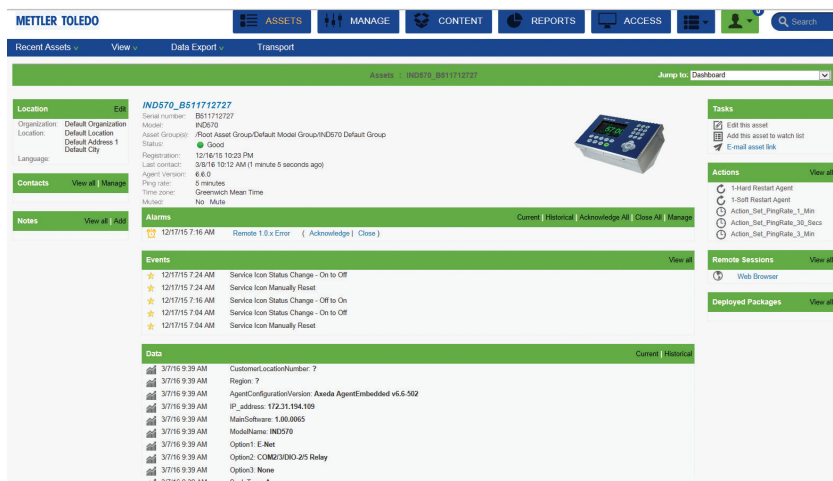 METTLER TOLEDO
ASSETS MANAGE CONTENT REPORTS ACCESS 0 Search
Recent Assets View Data Export Transport
Assets : IND570_B511712727 Jump to: Dashboard
Location Edit
Organization: Default Organization
Location: Default Location
Default Address 1
Default City
Language:
Contacts View all | Manage
Notes View all | Add
IND570_B511712727
Serial number: B511712727
Model: IND570
Asset Group(s): /Root Asset Group/Default Model Group/IND570 Default Group
Status: Good
Registration: 12/16/15 10:23 PM
Last contact: 3/8/16 10:12 AM (1 minute 5 seconds ago)
Agent Version: 6.6.0
Ping rate: 5 minutes
Time zone: Greenwich Mean Time
Muted: No Mute
Alarms Current | Historical | Acknowledge All | Close All | Manage
12/17/15 7:16 AM Remote 1.0.x Error ( Acknowledge | Close )
Events View all
12/17/15 7:24 AM Service Icon Status Change - On to Off
12/17/15 7:24 AM Service Icon Manually Reset
12/17/15 7:16 AM Service Icon Status Change - Off to On
12/17/15 7:04 AM Service Icon Status Change - On to Off
12/17/15 7:04 AM Service Icon Manually Reset
Data Current | Historical
3/7/16 9:39 AM CustomerLocationNumber: ?
3/7/16 9:39 AM Region: ?
3/7/16 9:39 AM AgentConfigurationVersion: Axeda AgentEmbedded v6.6-502
3/7/16 9:39 AM IP_address: 172.31.194.109
3/7/16 9:39 AM MainSoftware: 1.00.0065
3/7/16 9:39 AM ModelName: IND570
3/7/16 9:39 AM Option1: E-Net
3/7/16 9:39 AM Option2: COM2/3/DIO-2/5 Relay
3/7/16 9:39 AM Option3: None
Tasks
Edit this asset
Add this asset to watch list
E-mail asset link
Actions View all
1-Hard Restart Agent
1-Soft Restart Agent
Action_Set_PingRate_1_Min
Action_Set_PingRate_30_Secs
Action_Set_PingRate_3_Min
Remote Sessions View all
Web Browser
Deployed Packages View all